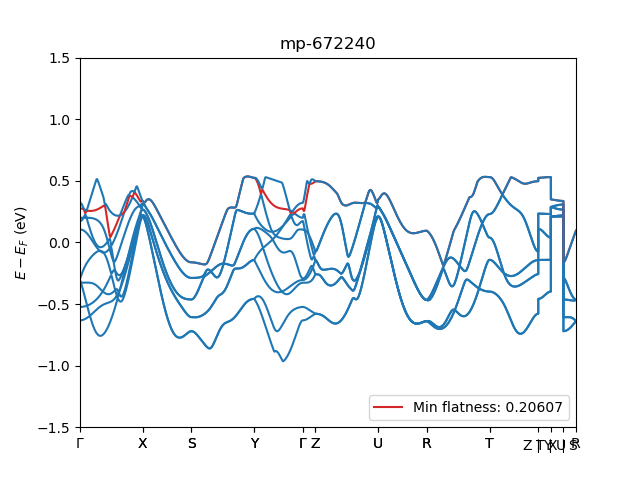 mp-672240
E − E_F (eV)
1.5
1.0
0.5
0.0
−0.5
−1.0
−1.5
Min flatness: 0.20607
Γ X S Y Γ Z U R T Z|T Y|X U|S R